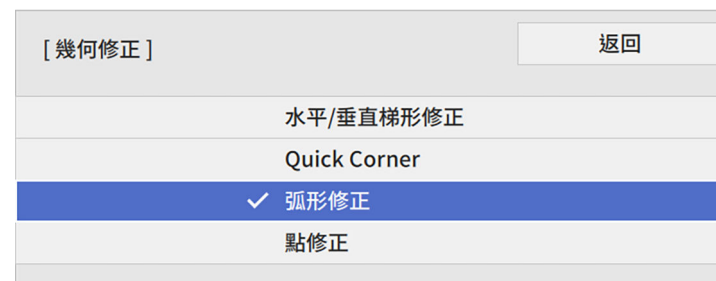 [ 幾何修正 ]
返回
水平/垂直梯形修正
Quick Corner
弧形修正
點修正